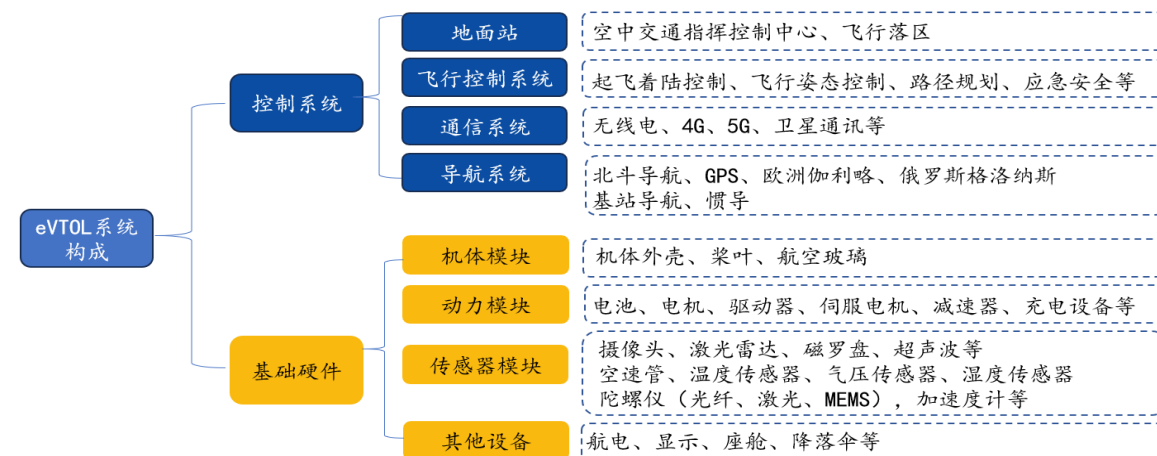 地面站
空中交通指挥控制中心、飞行落区
飞行控制系统
起飞着陆控制、飞行姿态控制、路径规划、应急安全等
控制系统
通信系统
无线电、4G、5G、卫星通讯等
导航系统
北斗导航、GPS、欧洲伽利略、俄罗斯格洛纳斯
基站导航、惯导
eVTOL系统
构成
机体模块
机体外壳、桨叶、航空玻璃
动力模块
电池、电机、驱动器、伺服电机、减速器、充电设备等
基础硬件
传感器模块
摄像头、激光雷达、磁罗盘、超声波等
空速管、温度传感器、气压传感器、湿度传感器
陀螺仪（光纤、激光、MEMS），加速度计等
其他设备
航电、显示、座舱、降落伞等